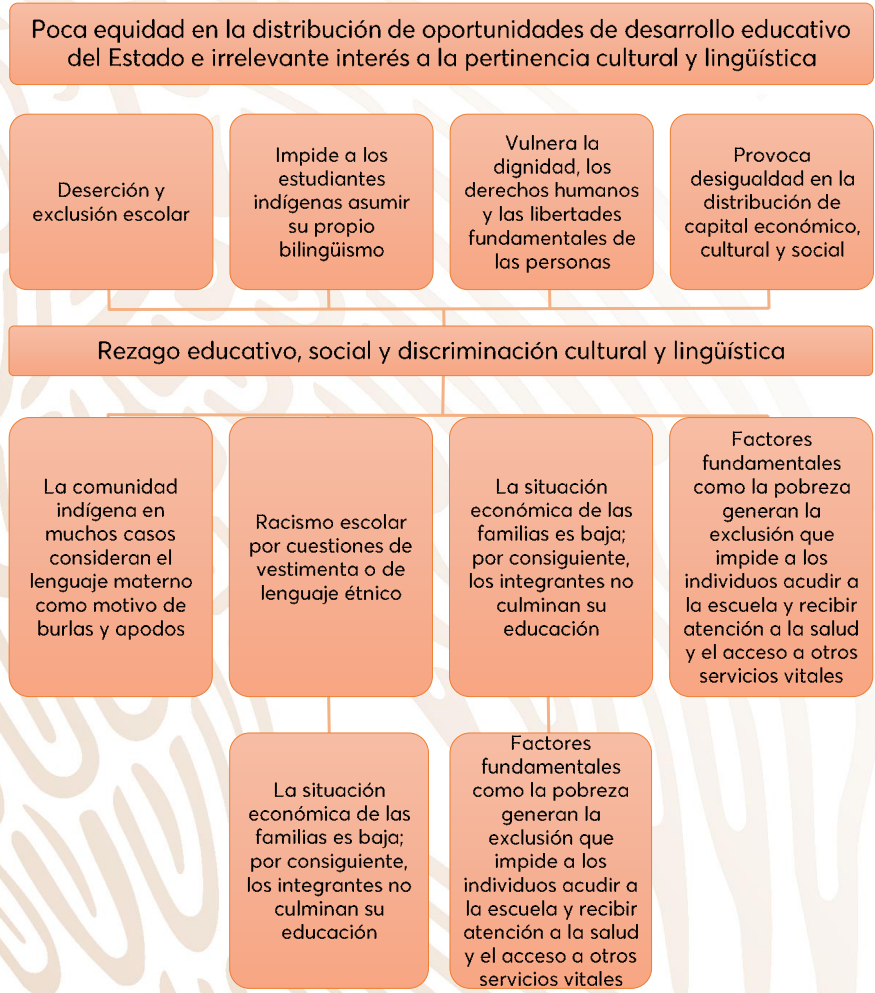 Poca equidad en la distribución de oportunidades de desarrollo educativo
del Estado e irrelevante interés a la pertinencia cultural y lingüística
Deserción y
exclusión escolar
Impide a los
estudiantes
indígenas asumir
su propio
bilingüismo
Vulnera la
dignidad, los
derechos humanos
y las libertades
fundamentales de
las personas
Provoca
desigualdad en la
distribución de
capital económico,
cultural y social
Rezago educativo, social y discriminación cultural y lingüística
La comunidad
indígena en
muchos casos
consideran el
lenguaje materno
como motivo de
burlas y apodos
Racismo escolar
por cuestiones de
vestimenta o de
lenguaje étnico
La situación
económica de las
familias es baja;
por consiguiente,
los integrantes no
culminan su
educación
Factores
fundamentales
como la pobreza
generan la
exclusión que
impide a los
individuos acudir a
la escuela y recibir
atención a la salud
y el acceso a otros
servicios vitales
La situación
económica de las
familias es baja;
por consiguiente,
los integrantes no
culminan su
educación
Factores
fundamentales
como la pobreza
generan la
exclusión que
impide a los
individuos acudir a
la escuela y recibir
atención a la salud
y el acceso a otros
servicios vitales